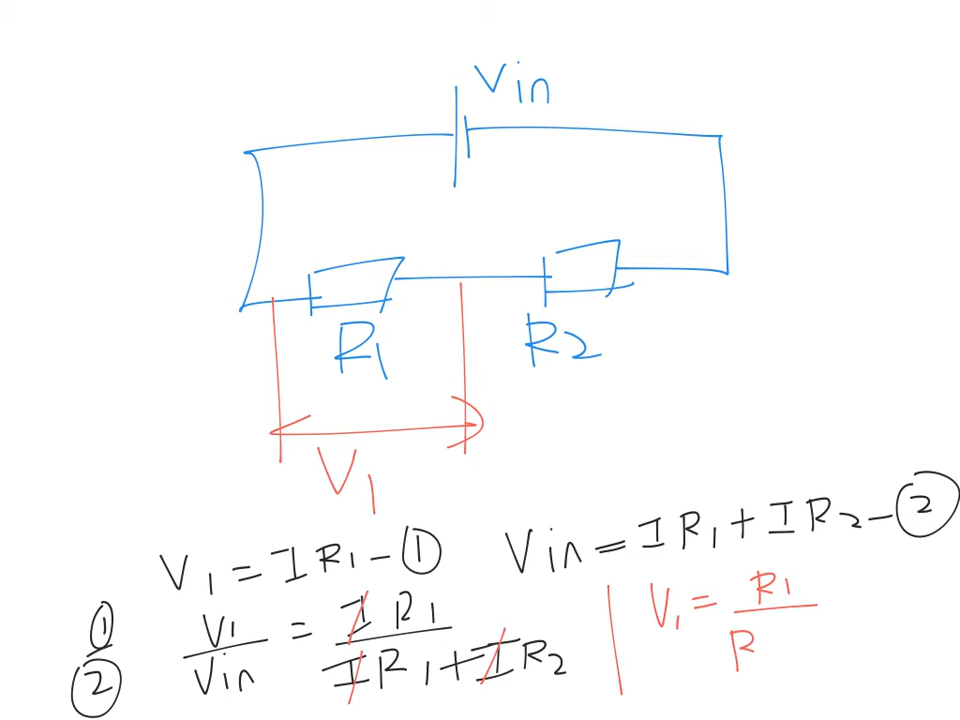 Vin
R1 R2
V1
V1 = IR1 - ① Vin = IR1 + IR2 - ②
①/② V1/Vin = IR1/IR1 + IR2 | V1 = R1/R